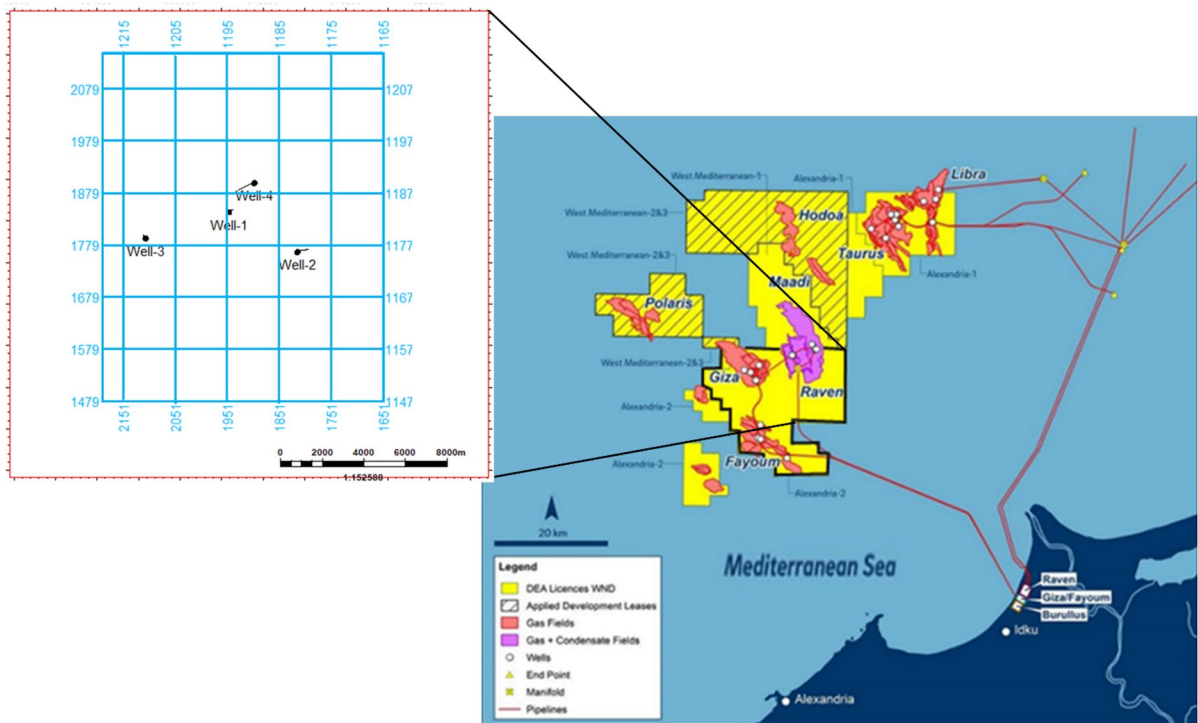 1215 1205 1195 1185 1175 1165
2079 1207
1979 1197
1879 1187
Well-4
Well-1
1779 1177
Well-3
Well-2
1679 1167
1579 1157
1479 1147
2151 2051 1951 1851 1751 1651
0 2000 4000 6000 8000m
1:152588
Libra
Alexandria-1
West Mediterranean-1
West Mediterranean-2&3
Hodoa
Taurus
West Mediterranean-2&3
Alexandria-1
Maadi
Polaris
West Mediterranean-2&3
Giza
Raven
Alexandria-2
Fayoum
Alexandria-2
Alexandria-2
20 km
Mediterranean Sea
Legend
DEA Licences WND
Applied Development Leases
Gas Fields
Gas + Condensate Fields
Wells
End Point
Manifold
Pipelines
Raven
Giza/Fayoum
Burullus
Idku
Alexandria